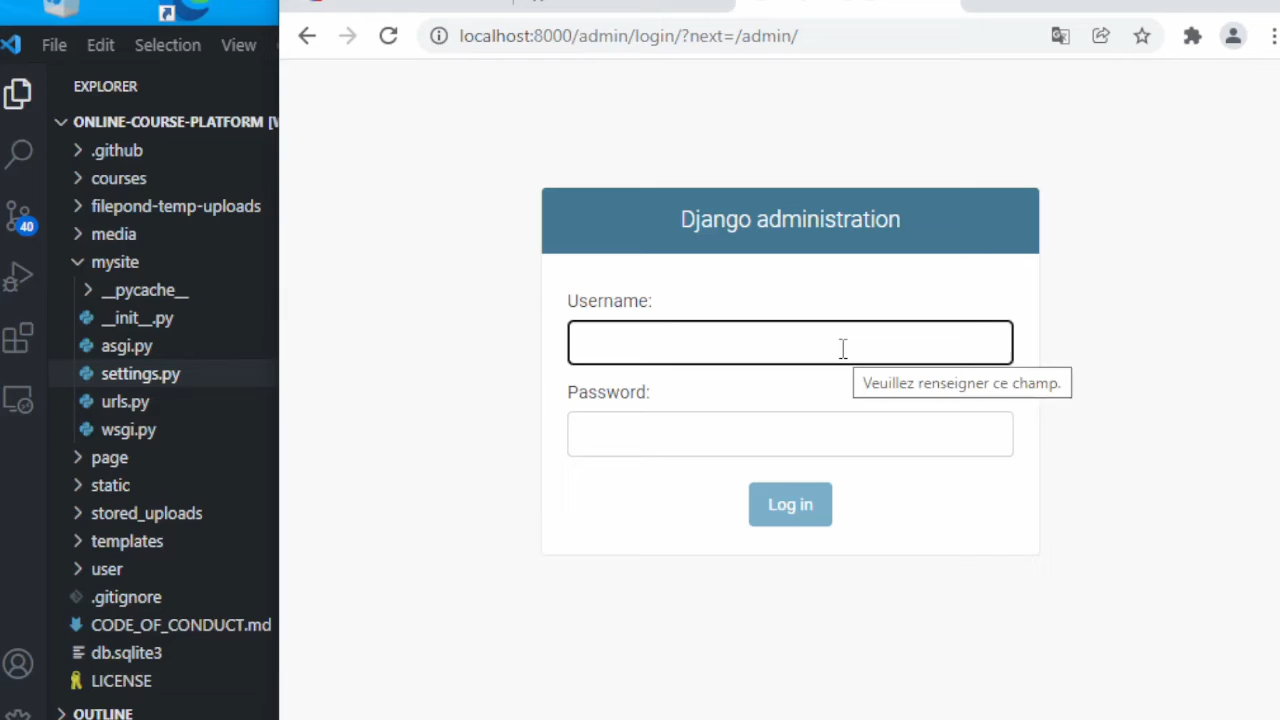 File Edit Selection View
EXPLORER
ONLINE-COURSE-PLATFORM
.github
courses
filepond-temp-uploads
media
mysite
__pycache__
__init__.py
asgi.py
settings.py
urls.py
wsgi.py
page
static
stored_uploads
templates
user
.gitignore
CODE_OF_CONDUCT.md
db.sqlite3
LICENSE
OUTLINE
40
localhost:8000/admin/login/?next=/admin/
Django administration
Username:
Veuillez renseigner ce champ.
Password:
Log in